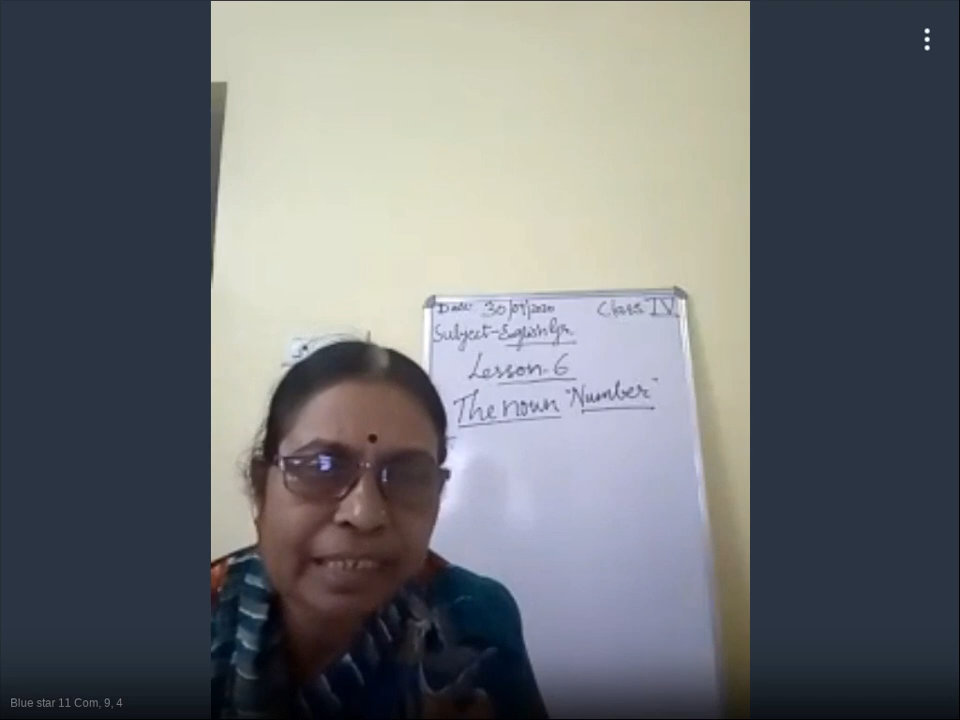 Date: 30/09/2020 Class IV
Subject-English Gr.
Lesson-6
The noun "Number"
Blue star 11 Com, 9, 4